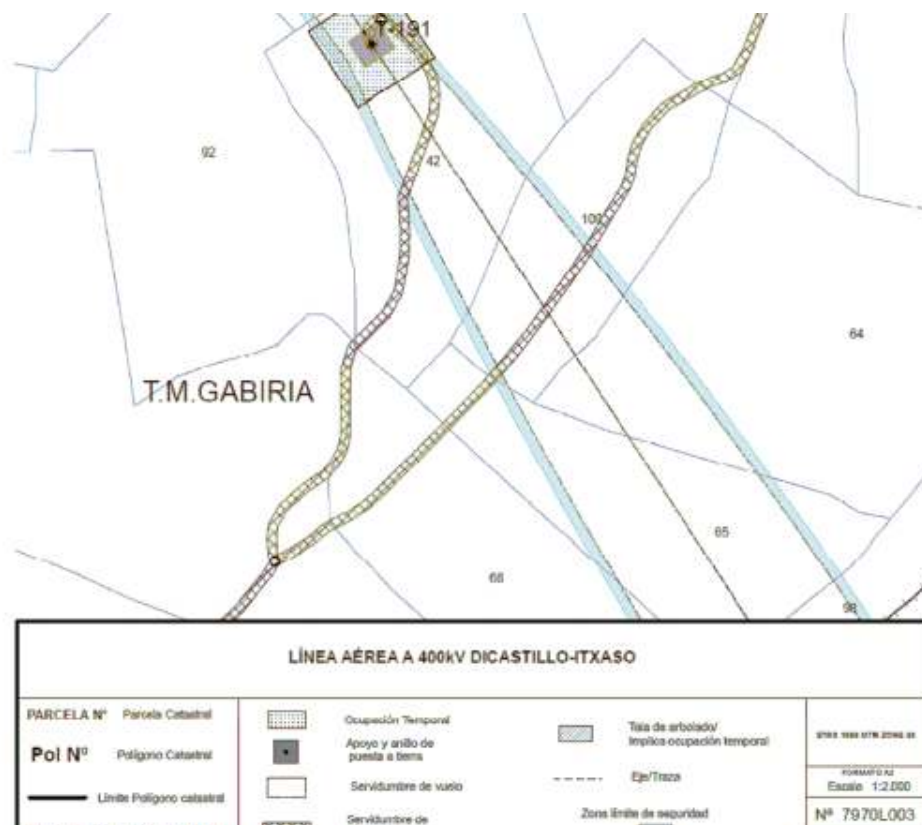 T-191
92
42
100
64
T.M.GABIRIA
65
68
98
LÍNEA AÉREA A 400kV DICASTILLO-ITXASO
PARCELA Nº Parcela Catastral
Pol Nº Polígono Catastral
Límite Polígono catastral
Ocupación Temporal
Apoyo y anillo de
puesta a tierra
Servidumbre de vuelo
Servidumbre de
Tala de arbolado/
Implica ocupación temporal
Eje/Traza
Zona límite de seguridad
FORMATO A3
Escala 1:2.000
Nº 7970L003